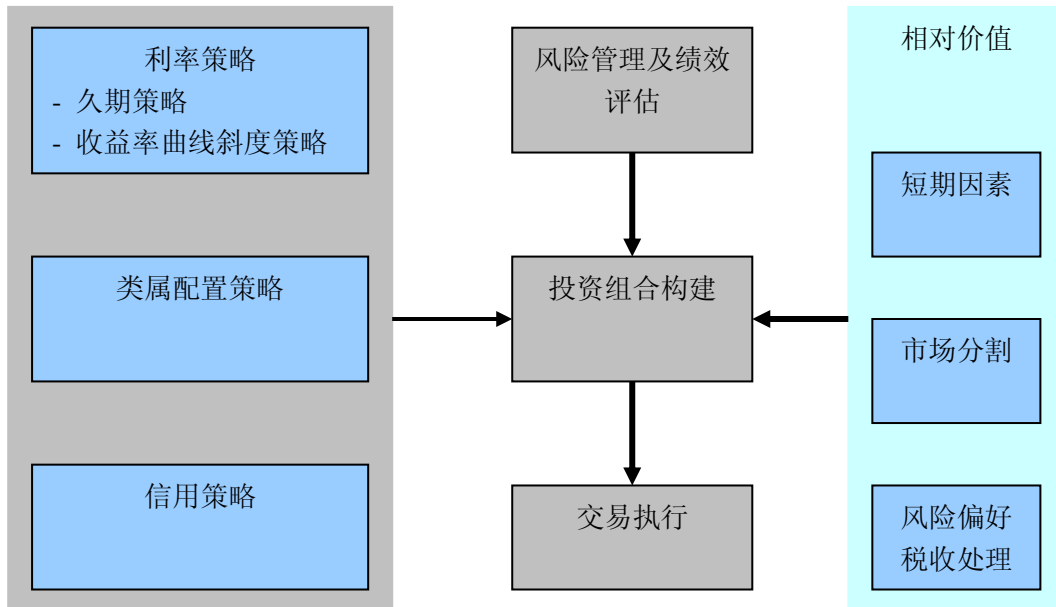 利率策略
- 久期策略
- 收益率曲线斜度策略
类属配置策略
信用策略
风险管理及绩效
评估
投资组合构建
交易执行
相对价值
短期因素
市场分割
风险偏好
税收处理